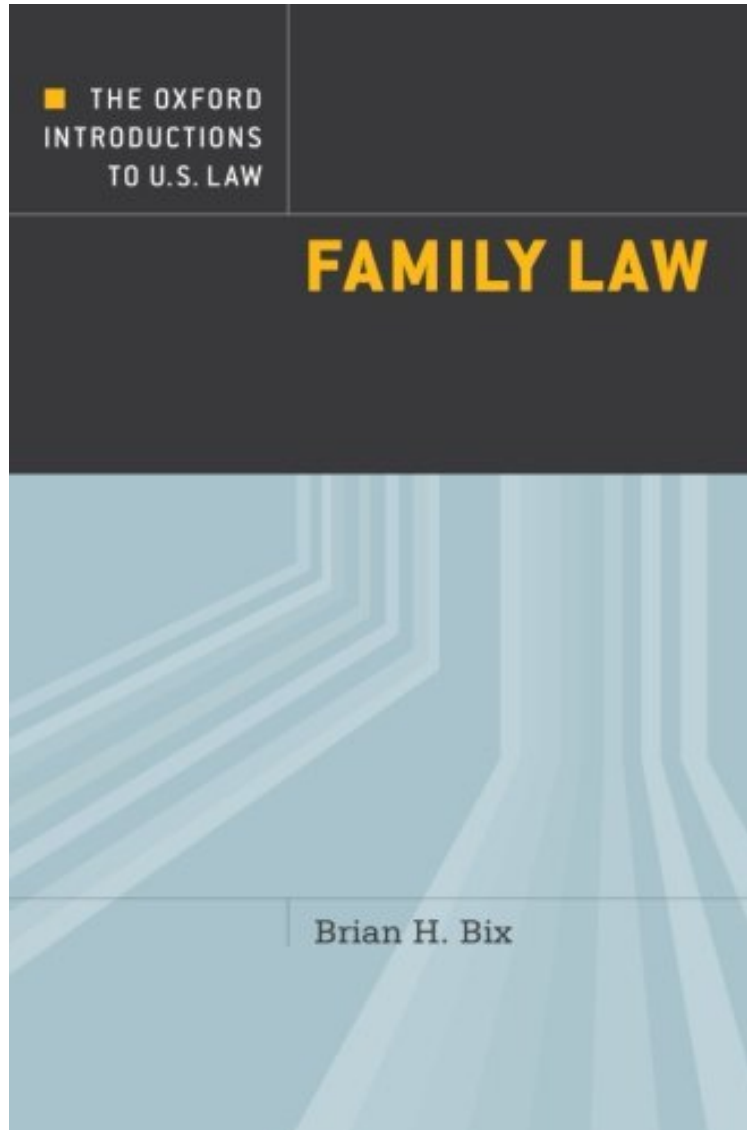 THE OXFORD
INTRODUCTIONS
TO U.S. LAW
FAMILY LAW
Brian H. Bix